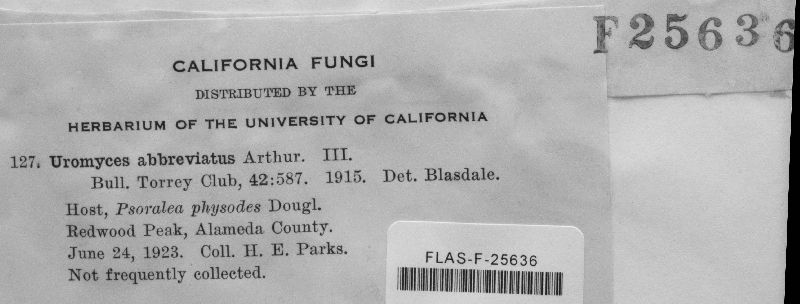 F25636
CALIFORNIA FUNGI
DISTRIBUTED BY THE
HERBARIUM OF THE UNIVERSITY OF CALIFORNIA
127. Uromyces abbreviatus Arthur. III.
Bull. Torrey Club, 42:587. 1915. Det. Blasdale.
Host, Psoralea physodes Dougl.
Redwood Peak, Alameda County.
June 24, 1923. Coll. H. E. Parks.
Not frequently collected.
FLAS-F-25636